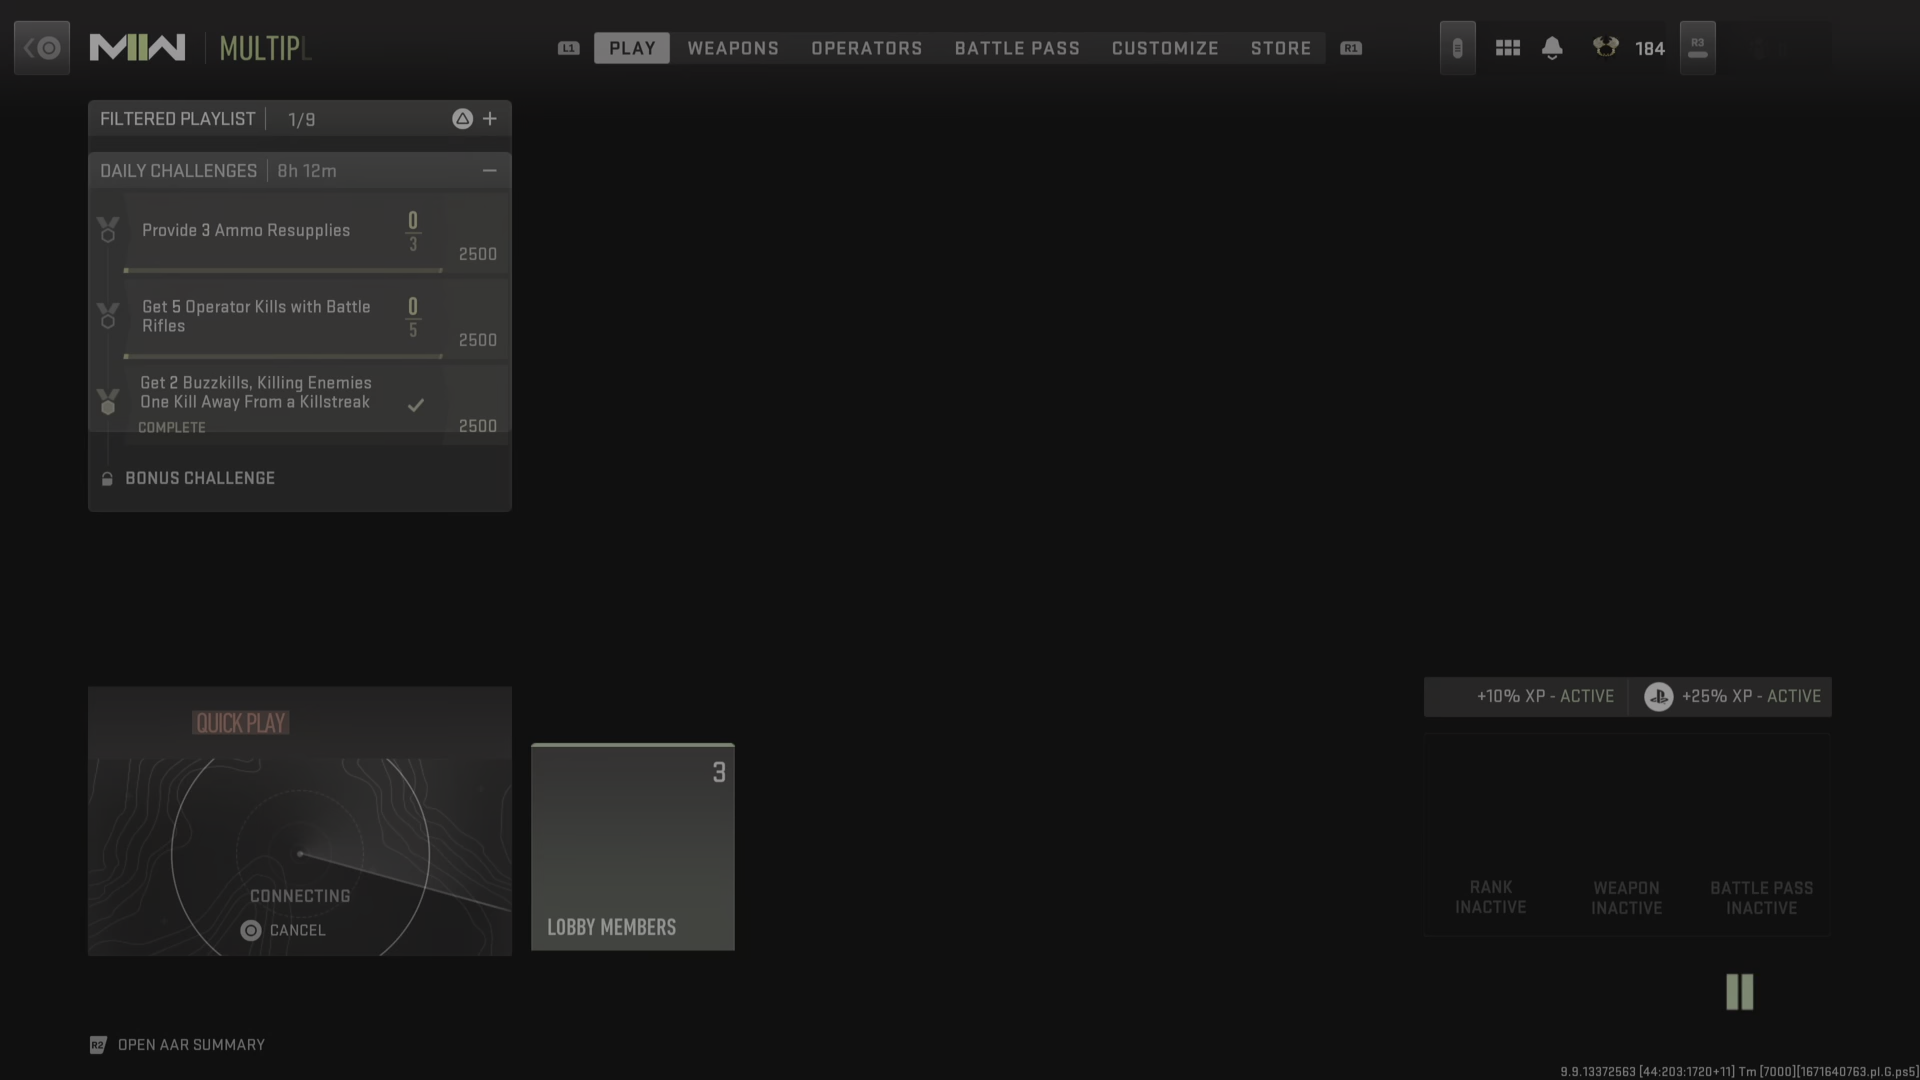 MW MULTIPL
L1 PLAY WEAPONS OPERATORS BATTLE PASS CUSTOMIZE STORE R1
184 R3
FILTERED PLAYLIST 1/9
DAILY CHALLENGES 8h 12m
Provide 3 Ammo Resupplies
0
3
2500
Get 5 Operator Kills with Battle
Rifles
0
5
2500
Get 2 Buzzkills, Killing Enemies
One Kill Away From a Killstreak
COMPLETE
2500
BONUS CHALLENGE
QUICK PLAY
CONNECTING
CANCEL
3
LOBBY MEMBERS
+10% XP - ACTIVE +25% XP - ACTIVE
RANK
INACTIVE
WEAPON
INACTIVE
BATTLE PASS
INACTIVE
R2 OPEN AAR SUMMARY
9.9.13372563 [44:203:1720+11] Tm [7000][1671640763.pl.G.ps5]